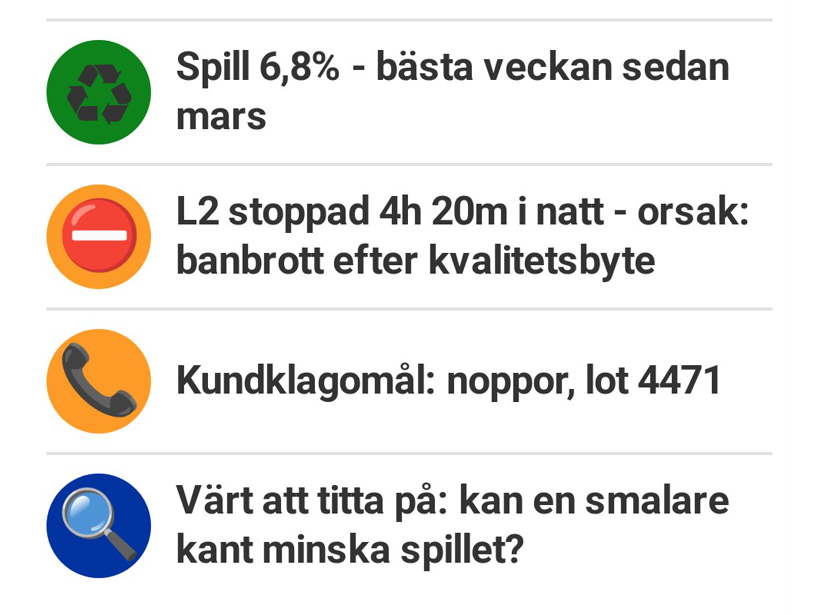 Spill 6,8% - bästa veckan sedan
mars
L2 stoppad 4h 20m i natt - orsak:
banbrott efter kvalitetsbyte
Kundklagomål: noppor, lot 4471
Värt att titta på: kan en smalare
kant minska spillet?